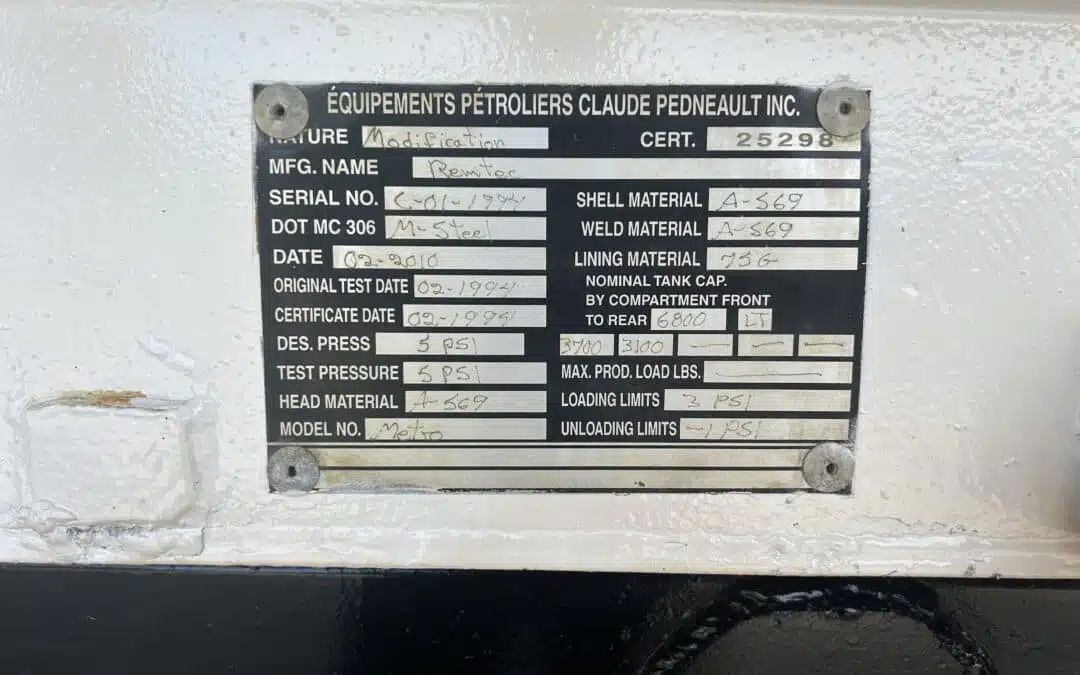 ÉQUIPEMENTS PÉTROLIERS CLAUDE PEDNEAULT INC.
NATURE Modification CERT. 25298
MFG. NAME Remtec
SERIAL NO. C-01-1994 SHELL MATERIAL A-569
DOT MC 306 M-Steel WELD MATERIAL A-569
DATE 02-2010 LINING MATERIAL 75G
ORIGINAL TEST DATE 02-1994 NOMINAL TANK CAP.
BY COMPARTMENT FRONT
CERTIFICATE DATE 02-1994 TO REAR 6800 LT
DES. PRESS 5 PSI 3700 3100 — — —
TEST PRESSURE 5 PSI MAX. PROD. LOAD LBS. —
HEAD MATERIAL A-569 LOADING LIMITS 3 PSI
MODEL NO. Metro UNLOADING LIMITS -1 PSI